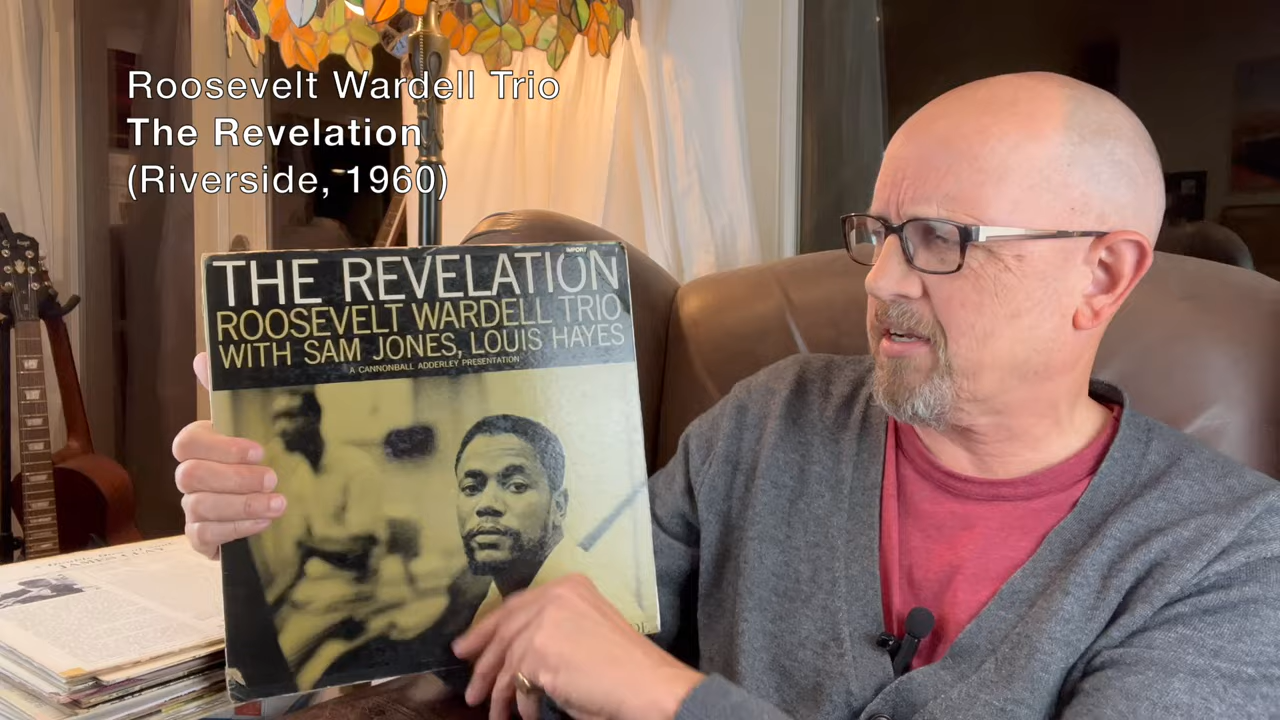 Roosevelt Wardell Trio
The Revelation
(Riverside, 1960)
IMPORT
THE REVELATION
ROOSEVELT WARDELL TRIO
WITH SAM JONES, LOUIS HAYES
A CANNONBALL ADDERLEY PRESENTATION